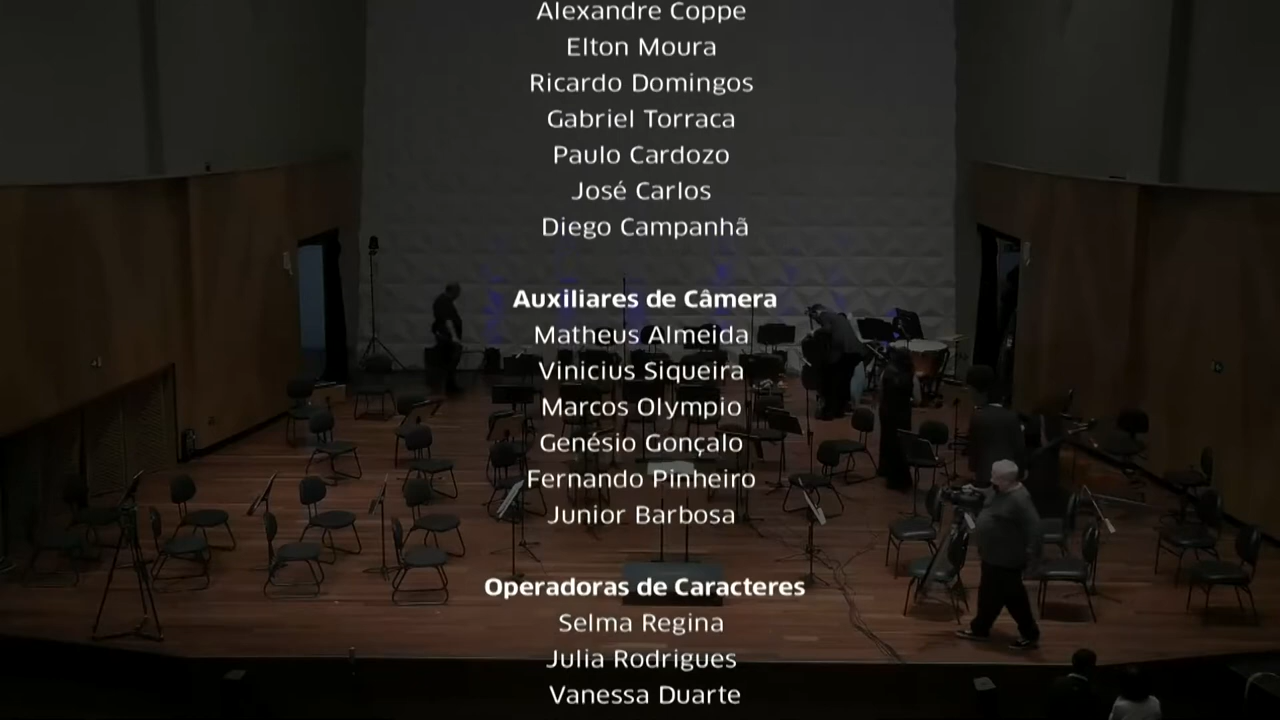 Alexandre Coppe
Elton Moura
Ricardo Domingos
Gabriel Torraca
Paulo Cardozo
José Carlos
Diego Campanhã
Auxiliares de Câmera
Matheus Almeida
Vinicius Siqueira
Marcos Olympio
Genésio Gonçalo
Fernando Pinheiro
Junior Barbosa
Operadoras de Caracteres
Selma Regina
Julia Rodrigues
Vanessa Duarte